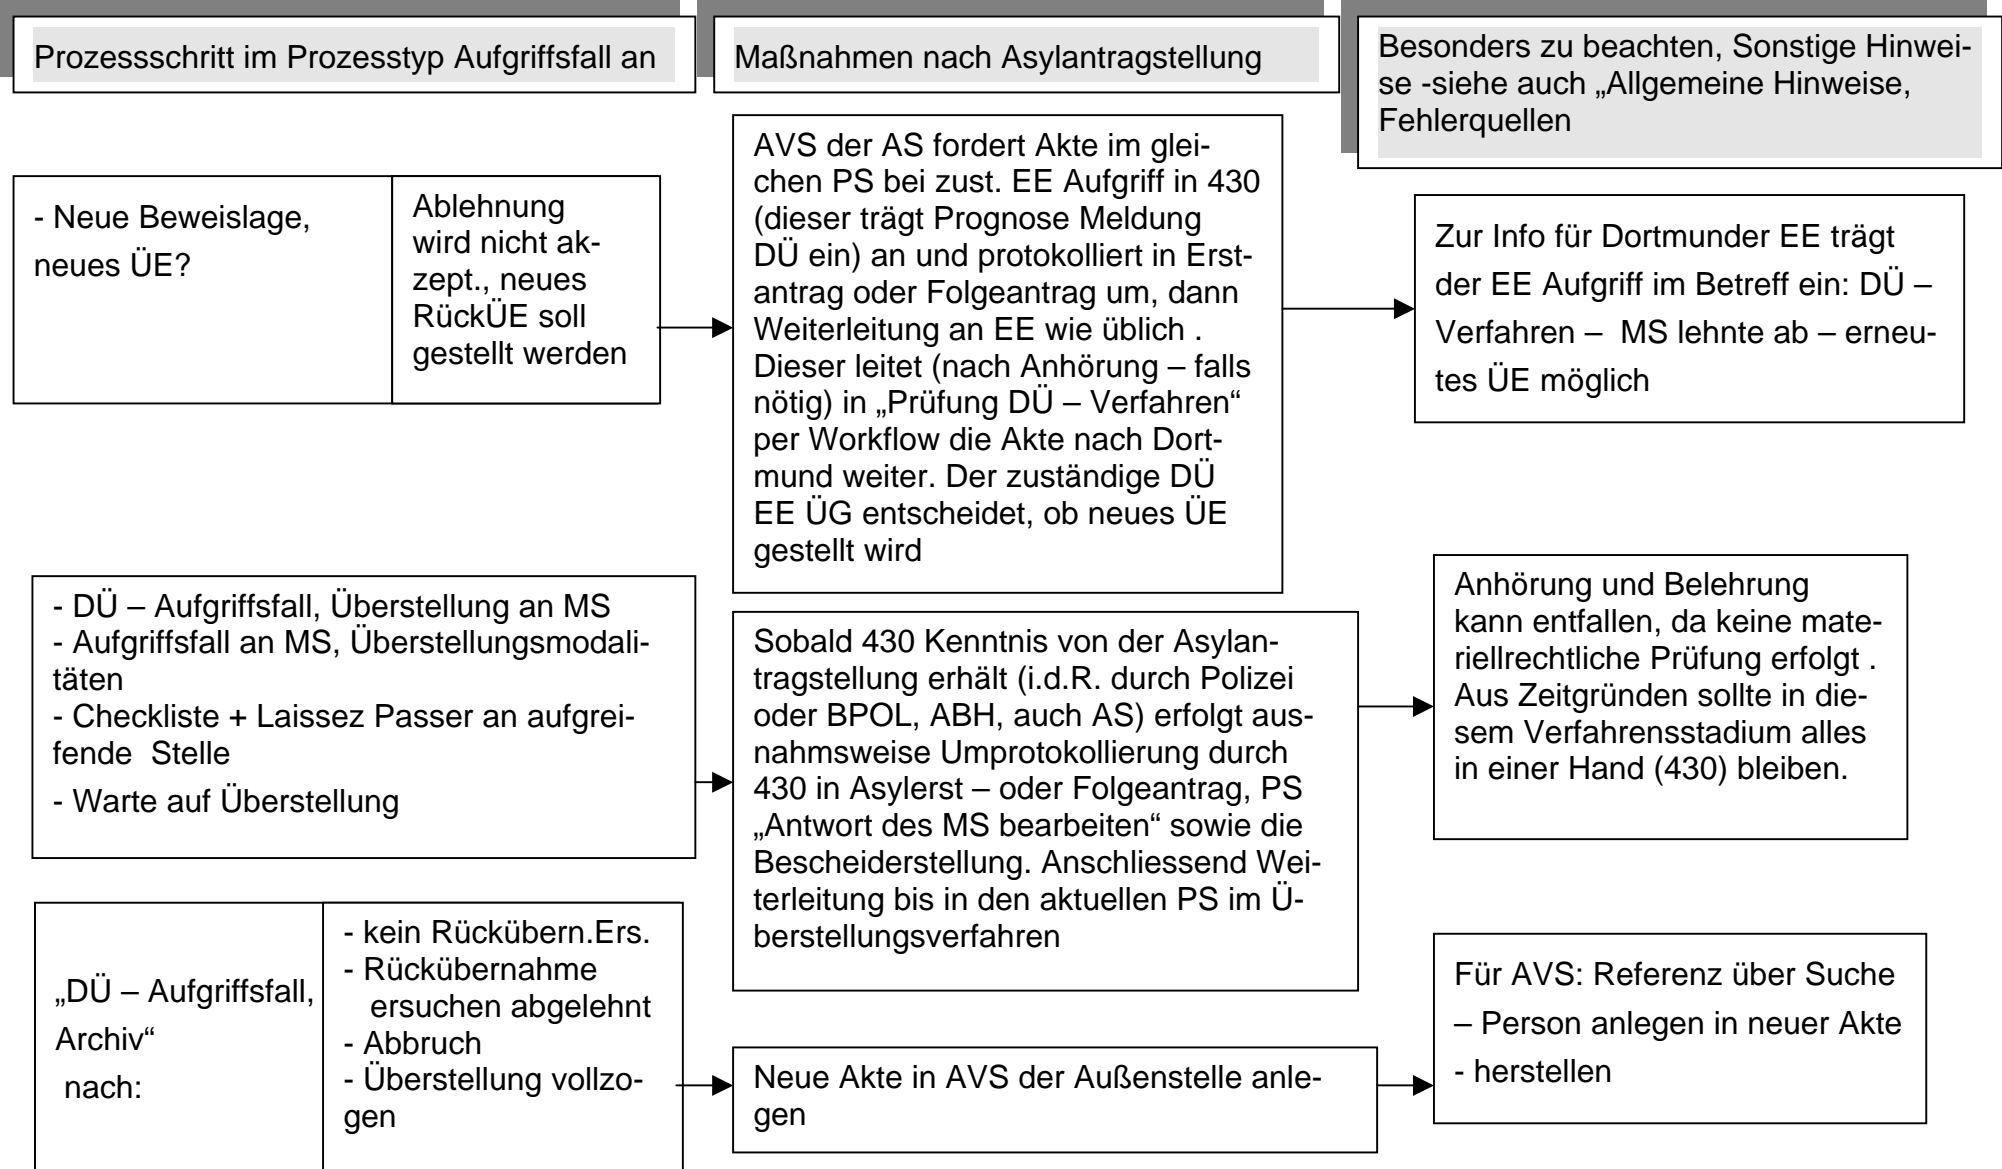 Prozessschritt im Prozesstyp Aufgriffsfall an
Maßnahmen nach Asylantragstellung
Besonders zu beachten, Sonstige Hinwei-
se -siehe auch „Allgemeine Hinweise,
Fehlerquellen
- Neue Beweislage,
neues ÜE?
Ablehnung
wird nicht ak-
zept., neues
RückÜE soll
gestellt werden
AVS der AS fordert Akte im glei-
chen PS bei zust. EE Aufgriff in 430
(dieser trägt Prognose Meldung
DÜ ein) an und protokolliert in Erst-
antrag oder Folgeantrag um, dann
Weiterleitung an EE wie üblich .
Dieser leitet (nach Anhörung – falls
nötig) in „Prüfung DÜ – Verfahren“
per Workflow die Akte nach Dort-
mund weiter. Der zuständige DÜ
EE ÜG entscheidet, ob neues ÜE
gestellt wird
Zur Info für Dortmunder EE trägt
der EE Aufgriff im Betreff ein: DÜ –
Verfahren – MS lehnte ab – erneu-
tes ÜE möglich
- DÜ – Aufgriffsfall, Überstellung an MS
- Aufgriffsfall an MS, Überstellungsmodali-
täten
- Checkliste + Laissez Passer an aufgrei-
fende Stelle
- Warte auf Überstellung
Sobald 430 Kenntnis von der Asylan-
tragstellung erhält (i.d.R. durch Polizei
oder BPOL, ABH, auch AS) erfolgt aus-
nahmsweise Umprotokollierung durch
430 in Asylerst – oder Folgeantrag, PS
„Antwort des MS bearbeiten“ sowie die
Bescheiderstellung. Anschliessend Wei-
terleitung bis in den aktuellen PS im Ü-
berstellungsverfahren
Anhörung und Belehrung
kann entfallen, da keine mate-
riellrechtliche Prüfung erfolgt .
Aus Zeitgründen sollte in die-
sem Verfahrensstadium alles
in einer Hand (430) bleiben.
„DÜ – Aufgriffsfall,
Archiv“
nach:
- kein Rückübern.Ers.
- Rückübernahme
ersuchen abgelehnt
- Abbruch
- Überstellung vollzo-
gen
Neue Akte in AVS der Außenstelle anle-
gen
Für AVS: Referenz über Suche
– Person anlegen in neuer Akte
- herstellen